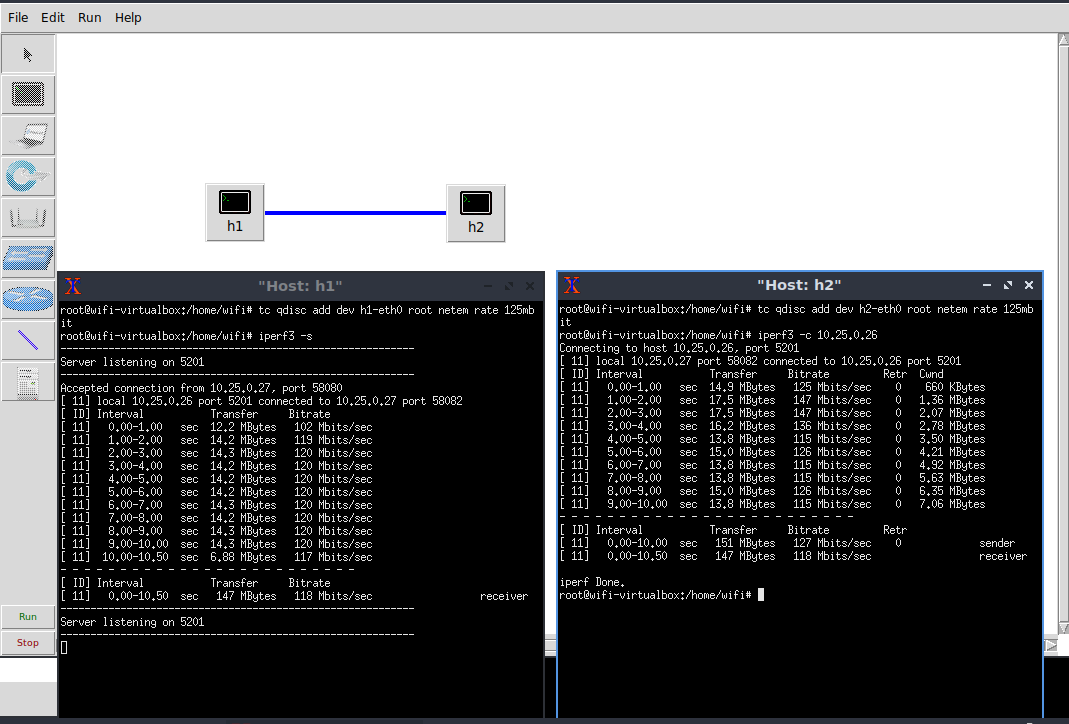 File Edit Run Help
h1
h2
"Host: h1"
root@wifi-virtualbox:/home/wifi# tc qdisc add dev h1-eth0 root netem rate 125mb
it
root@wifi-virtualbox:/home/wifi# iperf3 -s
-----------------------------------------------------------
Server listening on 5201
-----------------------------------------------------------
Accepted connection from 10.25.0.27, port 58080
[ 11] local 10.25.0.26 port 5201 connected to 10.25.0.27 port 58082
[ ID] Interval Transfer Bitrate
[ 11] 0.00-1.00 sec 12.2 MBytes 102 Mbits/sec
[ 11] 1.00-2.00 sec 14.2 MBytes 119 Mbits/sec
[ 11] 2.00-3.00 sec 14.3 MBytes 120 Mbits/sec
[ 11] 3.00-4.00 sec 14.2 MBytes 120 Mbits/sec
[ 11] 4.00-5.00 sec 14.2 MBytes 120 Mbits/sec
[ 11] 5.00-6.00 sec 14.2 MBytes 120 Mbits/sec
[ 11] 6.00-7.00 sec 14.3 MBytes 120 Mbits/sec
[ 11] 7.00-8.00 sec 14.2 MBytes 120 Mbits/sec
[ 11] 8.00-9.00 sec 14.3 MBytes 120 Mbits/sec
[ 11] 9.00-10.00 sec 14.3 MBytes 120 Mbits/sec
[ 11] 10.00-10.50 sec 6.88 MBytes 117 Mbits/sec
- - - - - - - - - - - - - - - - - - - - - - - - -
[ ID] Interval Transfer Bitrate
[ 11] 0.00-10.50 sec 147 MBytes 118 Mbits/sec receiver
-----------------------------------------------------------
Server listening on 5201
-----------------------------------------------------------
"Host: h2"
root@wifi-virtualbox:/home/wifi# tc qdisc add dev h2-eth0 root netem rate 125mb
it
root@wifi-virtualbox:/home/wifi# iperf3 -c 10.25.0.26
Connecting to host 10.25.0.26, port 5201
[ 11] local 10.25.0.27 port 58082 connected to 10.25.0.26 port 5201
[ ID] Interval Transfer Bitrate Retr Cwnd
[ 11] 0.00-1.00 sec 14.9 MBytes 125 Mbits/sec 0 660 KBytes
[ 11] 1.00-2.00 sec 17.5 MBytes 147 Mbits/sec 0 1.36 MBytes
[ 11] 2.00-3.00 sec 17.5 MBytes 147 Mbits/sec 0 2.07 MBytes
[ 11] 3.00-4.00 sec 16.2 MBytes 136 Mbits/sec 0 2.78 MBytes
[ 11] 4.00-5.00 sec 13.8 MBytes 115 Mbits/sec 0 3.50 MBytes
[ 11] 5.00-6.00 sec 15.0 MBytes 126 Mbits/sec 0 4.21 MBytes
[ 11] 6.00-7.00 sec 13.8 MBytes 115 Mbits/sec 0 4.92 MBytes
[ 11] 7.00-8.00 sec 13.8 MBytes 115 Mbits/sec 0 5.63 MBytes
[ 11] 8.00-9.00 sec 15.0 MBytes 126 Mbits/sec 0 6.35 MBytes
[ 11] 9.00-10.00 sec 13.8 MBytes 115 Mbits/sec 0 7.06 MBytes
- - - - - - - - - - - - - - - - - - - - - - - - -
[ ID] Interval Transfer Bitrate Retr
[ 11] 0.00-10.00 sec 151 MBytes 127 Mbits/sec 0 sender
[ 11] 0.00-10.50 sec 147 MBytes 118 Mbits/sec receiver
iperf Done.
root@wifi-virtualbox:/home/wifi#
Run
Stop